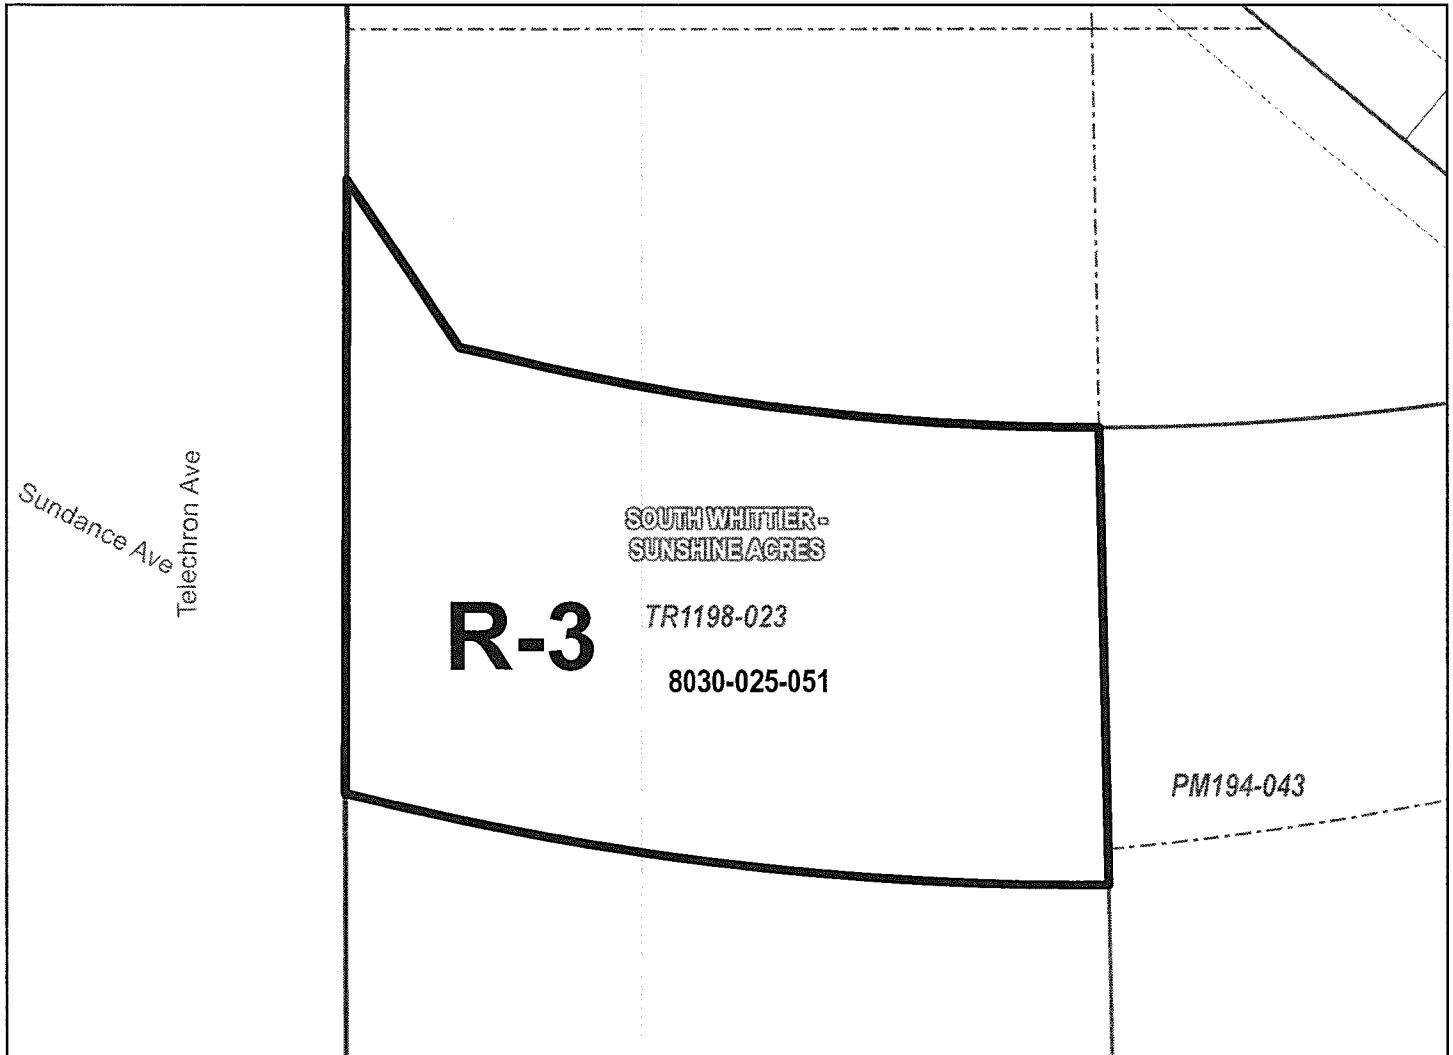 Sundance Ave
Telechron Ave
SOUTH WHITTIER -
SUNSHINE ACRES
R-3
TR1198-023
8030-025-051
PM194-043